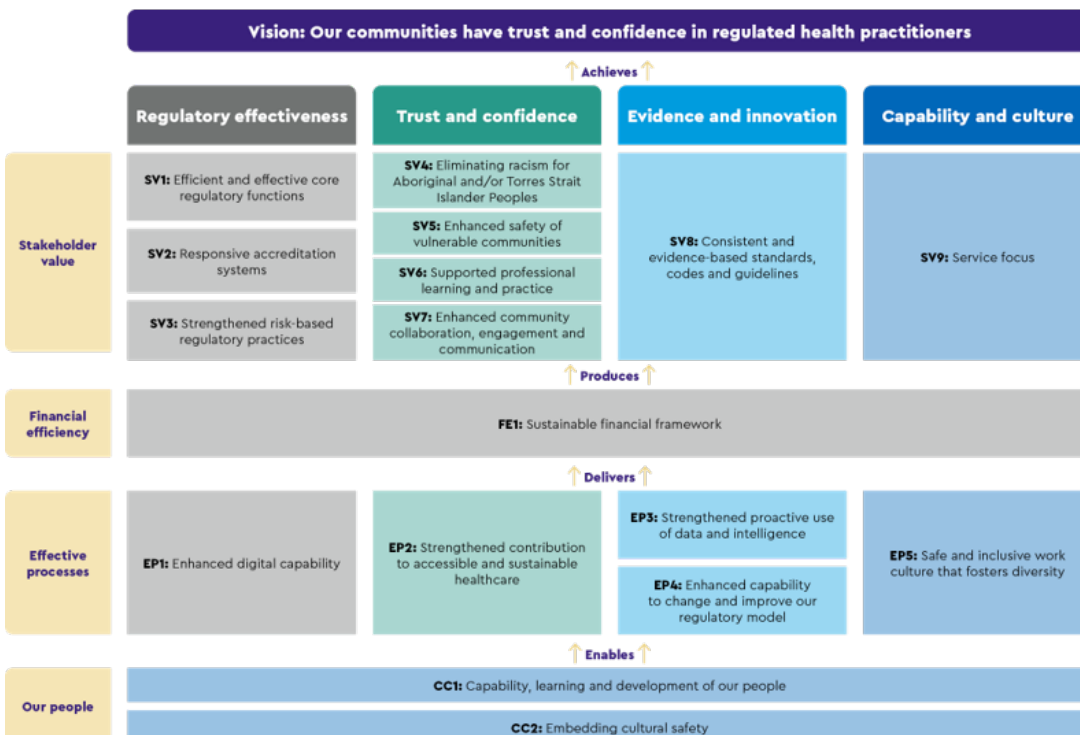 Vision: Our communities have trust and confidence in regulated health practitioners
Achieves
Regulatory effectiveness
Trust and confidence
Evidence and innovation
Capability and culture
Stakeholder
value
SV1: Efficient and effective core
regulatory functions
SV2: Responsive accreditation
systems
SV3: Strengthened risk-based
regulatory practices
SV4: Eliminating racism for
Aboriginal and/or Torres Strait
Islander Peoples
SV5: Enhanced safety of
vulnerable communities
SV6: Supported professional
learning and practice
SV7: Enhanced community
collaboration, engagement and
communication
SV8: Consistent and
evidence-based standards,
codes and guidelines
SV9: Service focus
Produces
Financial
efficiency
FE1: Sustainable financial framework
Delivers
Effective
processes
EP1: Enhanced digital capability
EP2: Strengthened contribution
to accessible and sustainable
healthcare
EP3: Strengthened proactive use
of data and intelligence
EP4: Enhanced capability
to change and improve our
regulatory model
EP5: Safe and inclusive work
culture that fosters diversity
Enables
Our people
CC1: Capability, learning and development of our people
CC2: Embedding cultural safety